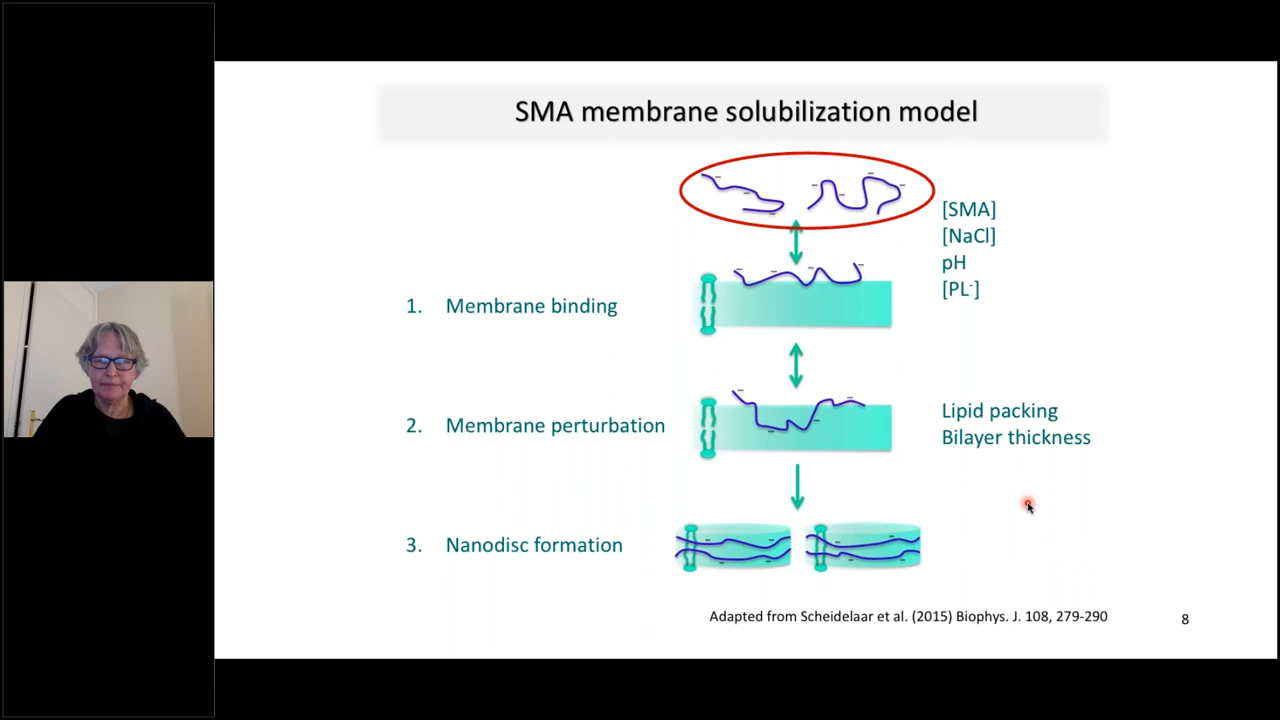 SMA membrane solubilization model
[SMA]
[NaCl]
pH
[PL⁻]
1. Membrane binding
2. Membrane perturbation
Lipid packing
Bilayer thickness
3. Nanodisc formation
Adapted from Scheidelaar et al. (2015) Biophys. J. 108, 279-290
8